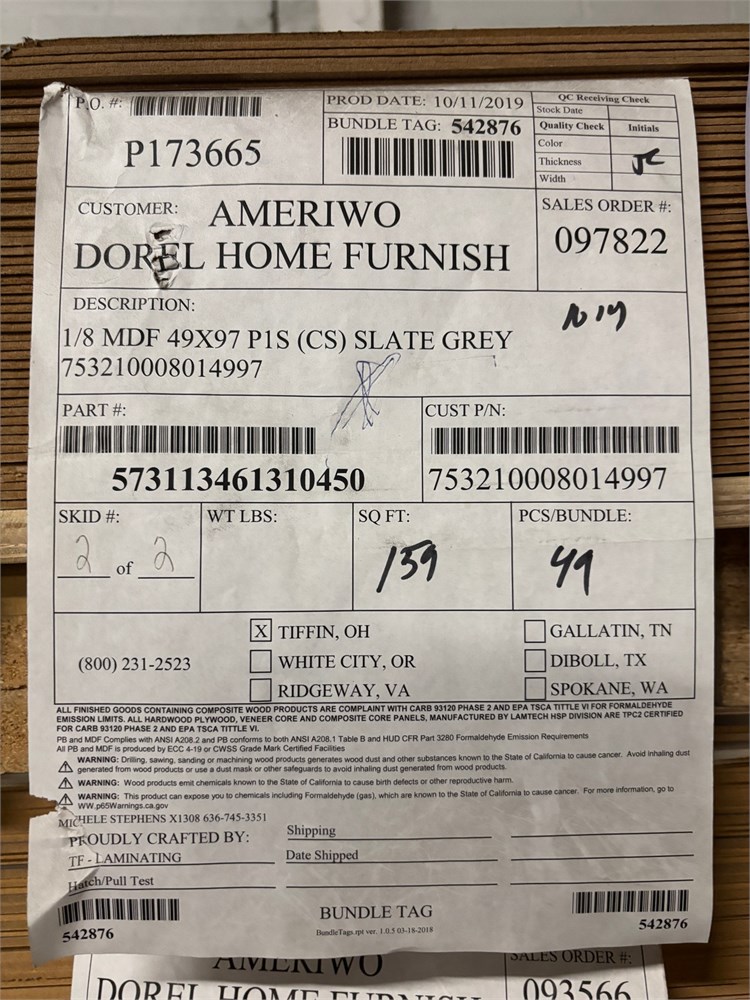 P.O. #:
P173665
PROD DATE: 10/11/2019
BUNDLE TAG: 542876
QC Receiving Check
Stock Date
Quality Check Initials
Color
Thickness
Width
JC
CUSTOMER: AMERIWO
DOREL HOME FURNISH
SALES ORDER #:
097822
DESCRIPTION:
1/8 MDF 49X97 P1S (CS) SLATE GREY
753210008014997
PART #:
573113461310450
CUST P/N:
753210008014997
SKID #:
2 of 2
WT LBS:
SQ FT:
159
PCS/BUNDLE:
49
(800) 231-2523
X TIFFIN, OH
WHITE CITY, OR
RIDGEWAY, VA
GALLATIN, TN
DIBOLL, TX
SPOKANE, WA
ALL FINISHED GOODS CONTAINING COMPOSITE WOOD PRODUCTS ARE COMPLAINT WITH CARB 93120 PHASE 2 AND EPA TSCA TITTLE VI FOR FORMALDEHYDE
EMISSION LIMITS. ALL HARDWOOD PLYWOOD, VENEER CORE AND COMPOSITE CORE PANELS, MANUFACTURED BY LAMTECH HSP DIVISION ARE TPC2 CERTIFIED
FOR CARB 93120 PHASE 2 AND EPA TSCA TITTLE VI.
PB and MDF Complies with ANSI A208.2 and PB conforms to both ANSI A208.1 Table B and HUD CFR Part 3280 Formaldehyde Emission Requirements
All PB and MDF is produced by ECC 4-19 or CWSS Grade Mark Certified Facilities
WARNING: Drilling, sawing, sanding or machining wood products generates wood dust and other substances known to the State of California to cause cancer. Avoid inhaling dust
generated from wood products or use a dust mask or other safeguards to avoid inhaling dust generated from wood products.
WARNING: Wood products emit chemicals known to the State of California to cause birth defects or other reproductive harm.
WARNING: This product can expose you to chemicals including Formaldehyde (gas), which are known to the State of California to cause cancer. For more information, go to
WW.p65Warnings.ca.gov
MICHELE STEPHENS X1308 636-745-3351
PROUDLY CRAFTED BY:
TF - LAMINATING
Hatch/Pull Test
Shipping
Date Shipped
542876
BUNDLE TAG
BundleTags.rpt ver. 1.0.5 03-18-2018
542876
AMERIWO
DOREL HOME FURNISH
SALES ORDER #:
093566